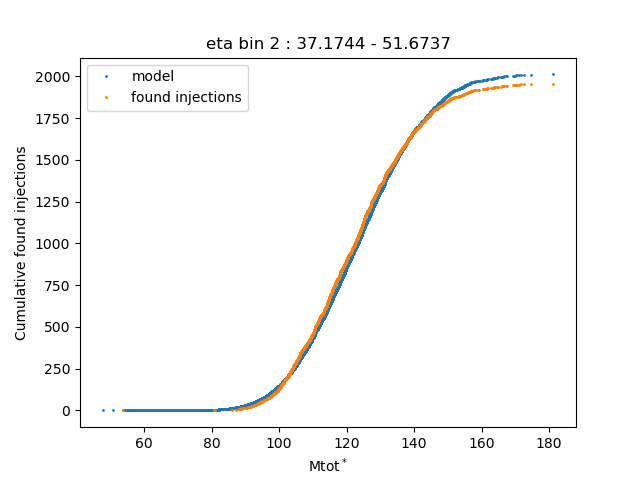 eta bin 2 : 37.1744 - 51.6737
model
found injections
2000
1750
1500
1250
1000
750
500
250
0
Cumulative found injections
60 80 100 120 140 160 180
Mtot*